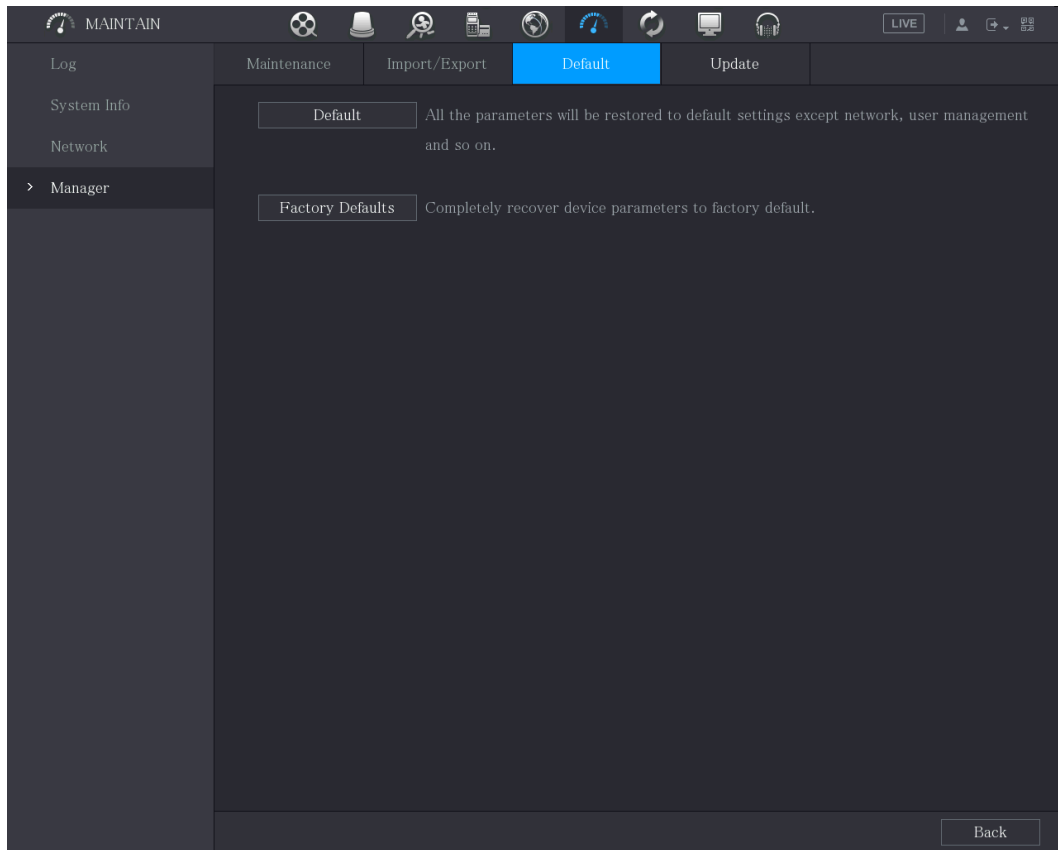 MAINTAIN
LIVE
Log
System Info
Network
Manager
Maintenance
Import/Export
Default
Update
Default
All the parameters will be restored to default settings except network, user management
and so on.
Factory Defaults
Completely recover device parameters to factory default.
Back